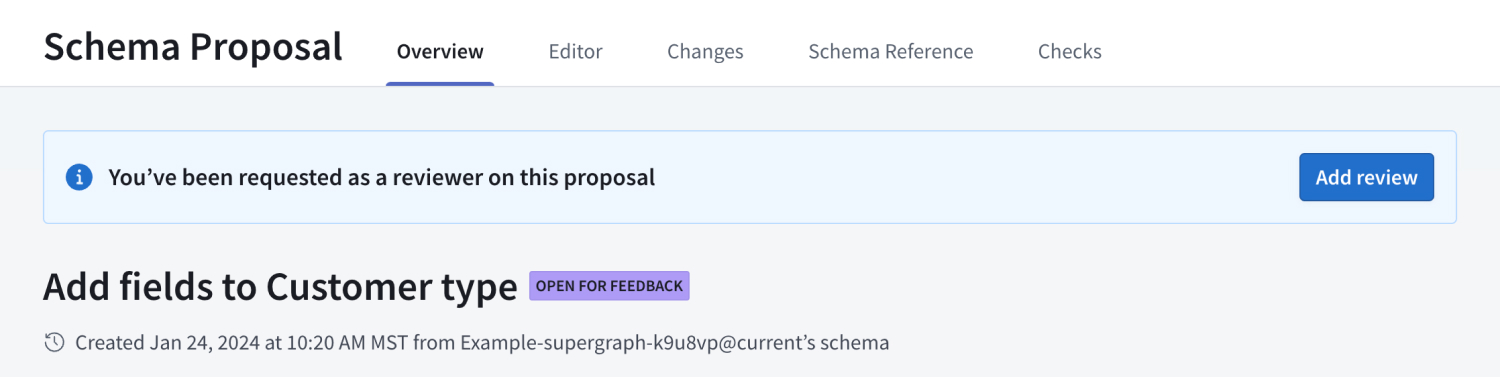 Schema Proposal Overview Editor Changes Schema Reference Checks
You’ve been requested as a reviewer on this proposal Add review
Add fields to Customer type OPEN FOR FEEDBACK
Created Jan 24, 2024 at 10:20 AM MST from Example-supergraph-k9u8vp@current’s schema